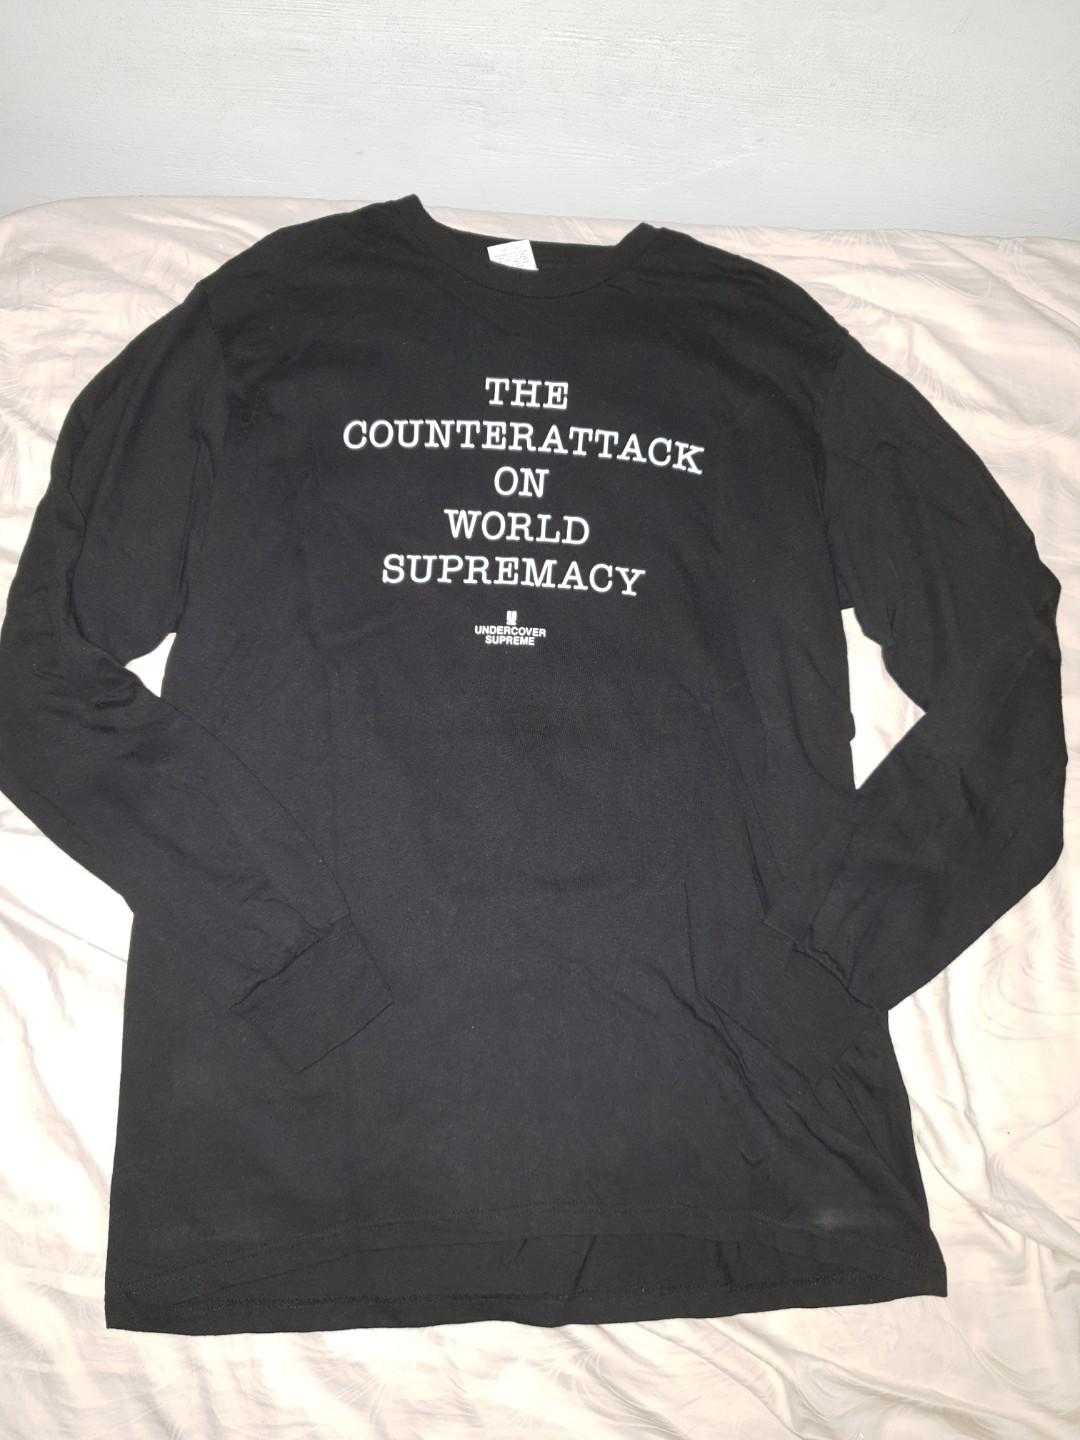 THE
COUNTERATTACK
ON
WORLD
SUPREMACY
UNDERCOVER
SUPREME